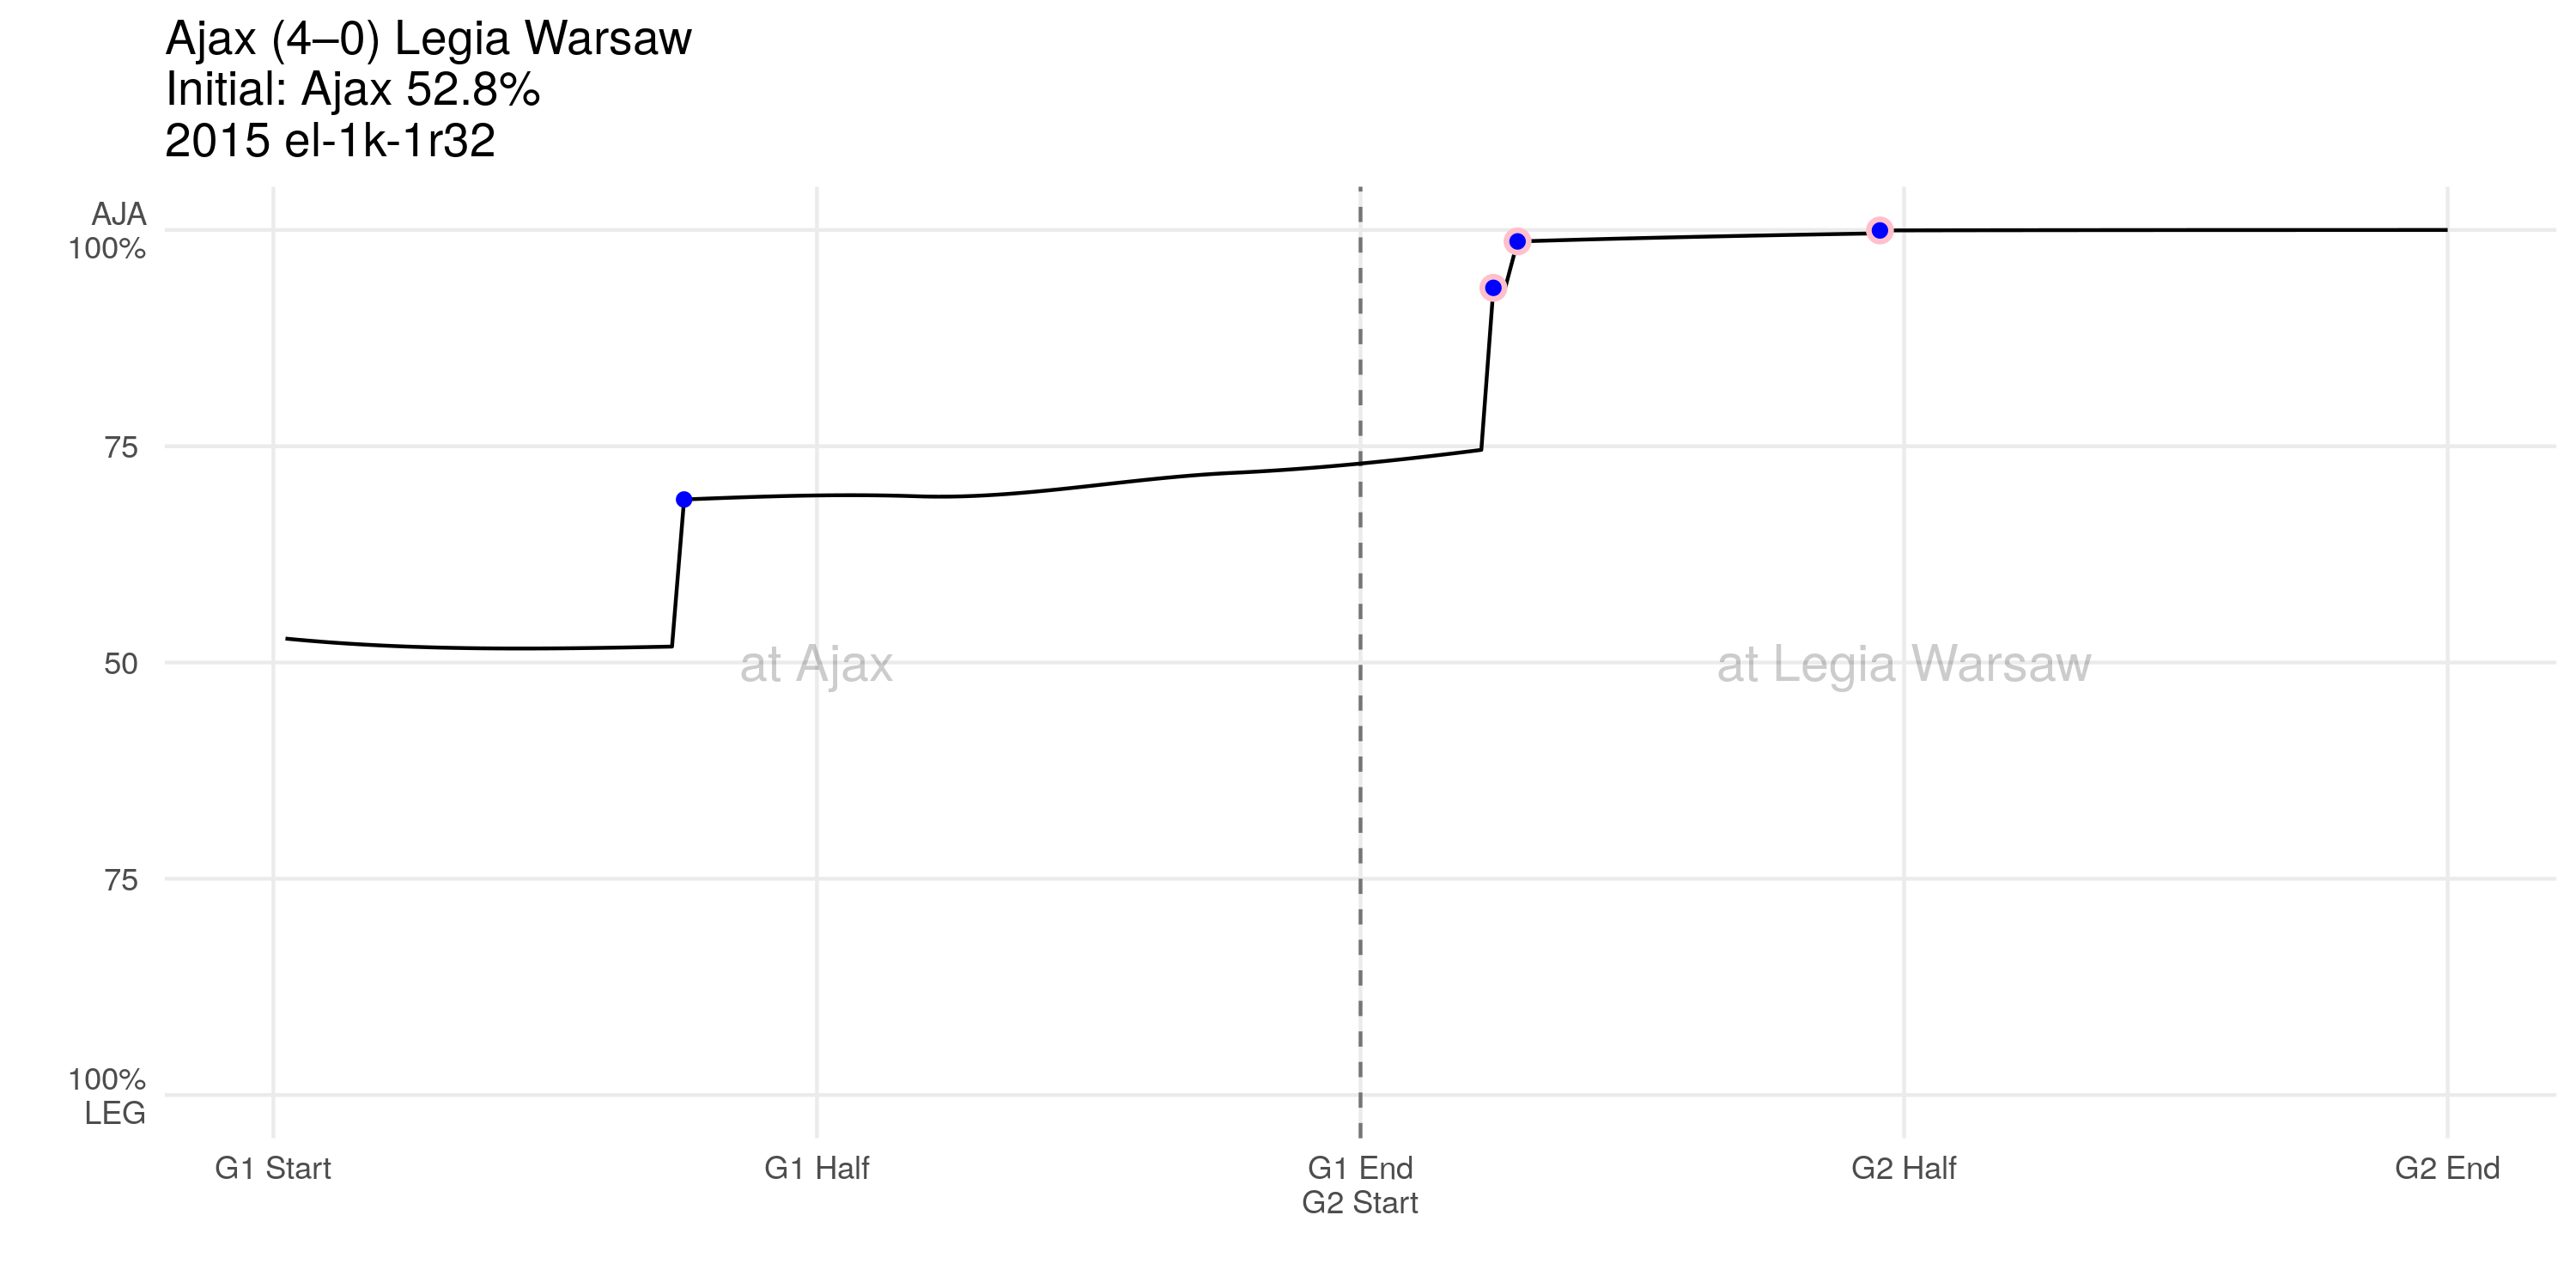 Ajax (4–0) Legia Warsaw
Initial: Ajax 52.8%
2015 el-1k-1r32
AJA
100%
75
50
75
100%
LEG
at Ajax
at Legia Warsaw
G1 Start
G1 Half
G1 End
G2 Start
G2 Half
G2 End